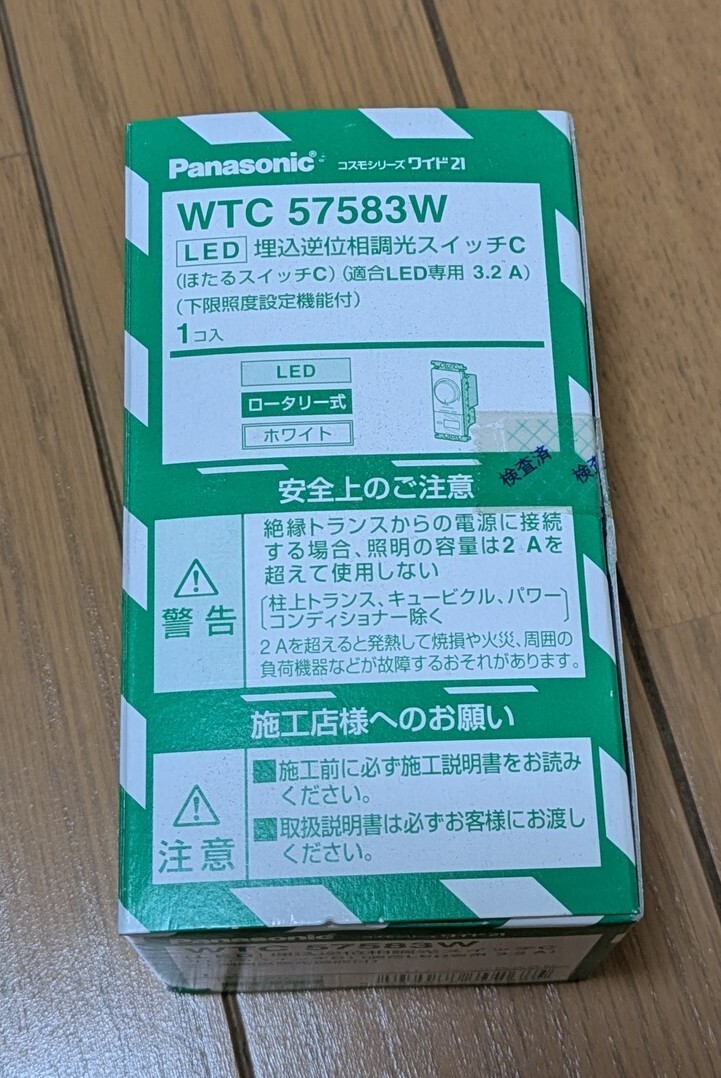 Panasonic® コスモシリーズ ワイド21
WTC 57583W
LED 埋込逆位相調光スイッチC
(ほたるスイッチC)(適合LED専用 3.2 A)
(下限照度設定機能付)
1コ入
LED
ロータリー式
ホワイト
検査済
検査
安全上のご注意
警告
絶縁トランスからの電源に接続
する場合、照明の容量は2 Aを
超えて使用しない
〔柱上トランス、キュービクル、パワー
コンディショナー除く〕
2 Aを超えると発熱して焼損や火災、周囲の
負荷機器などが故障するおそれがあります。
施工店様へのお願い
注意
■施工前に必ず施工説明書をお読み
ください。
■取扱説明書は必ずお客様にお渡し
ください。
Panasonic
WTC 57583W